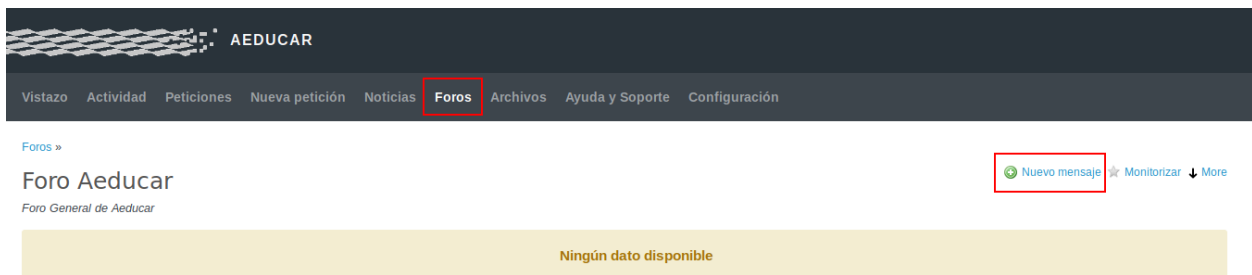 AEDUCAR
Vistazo Actividad Peticiones Nueva petición Noticias Foros Archivos Ayuda y Soporte Configuración
Foros »
Nuevo mensaje Monitorizar More
Foro Aeducar
Foro General de Aeducar
Ningún dato disponible